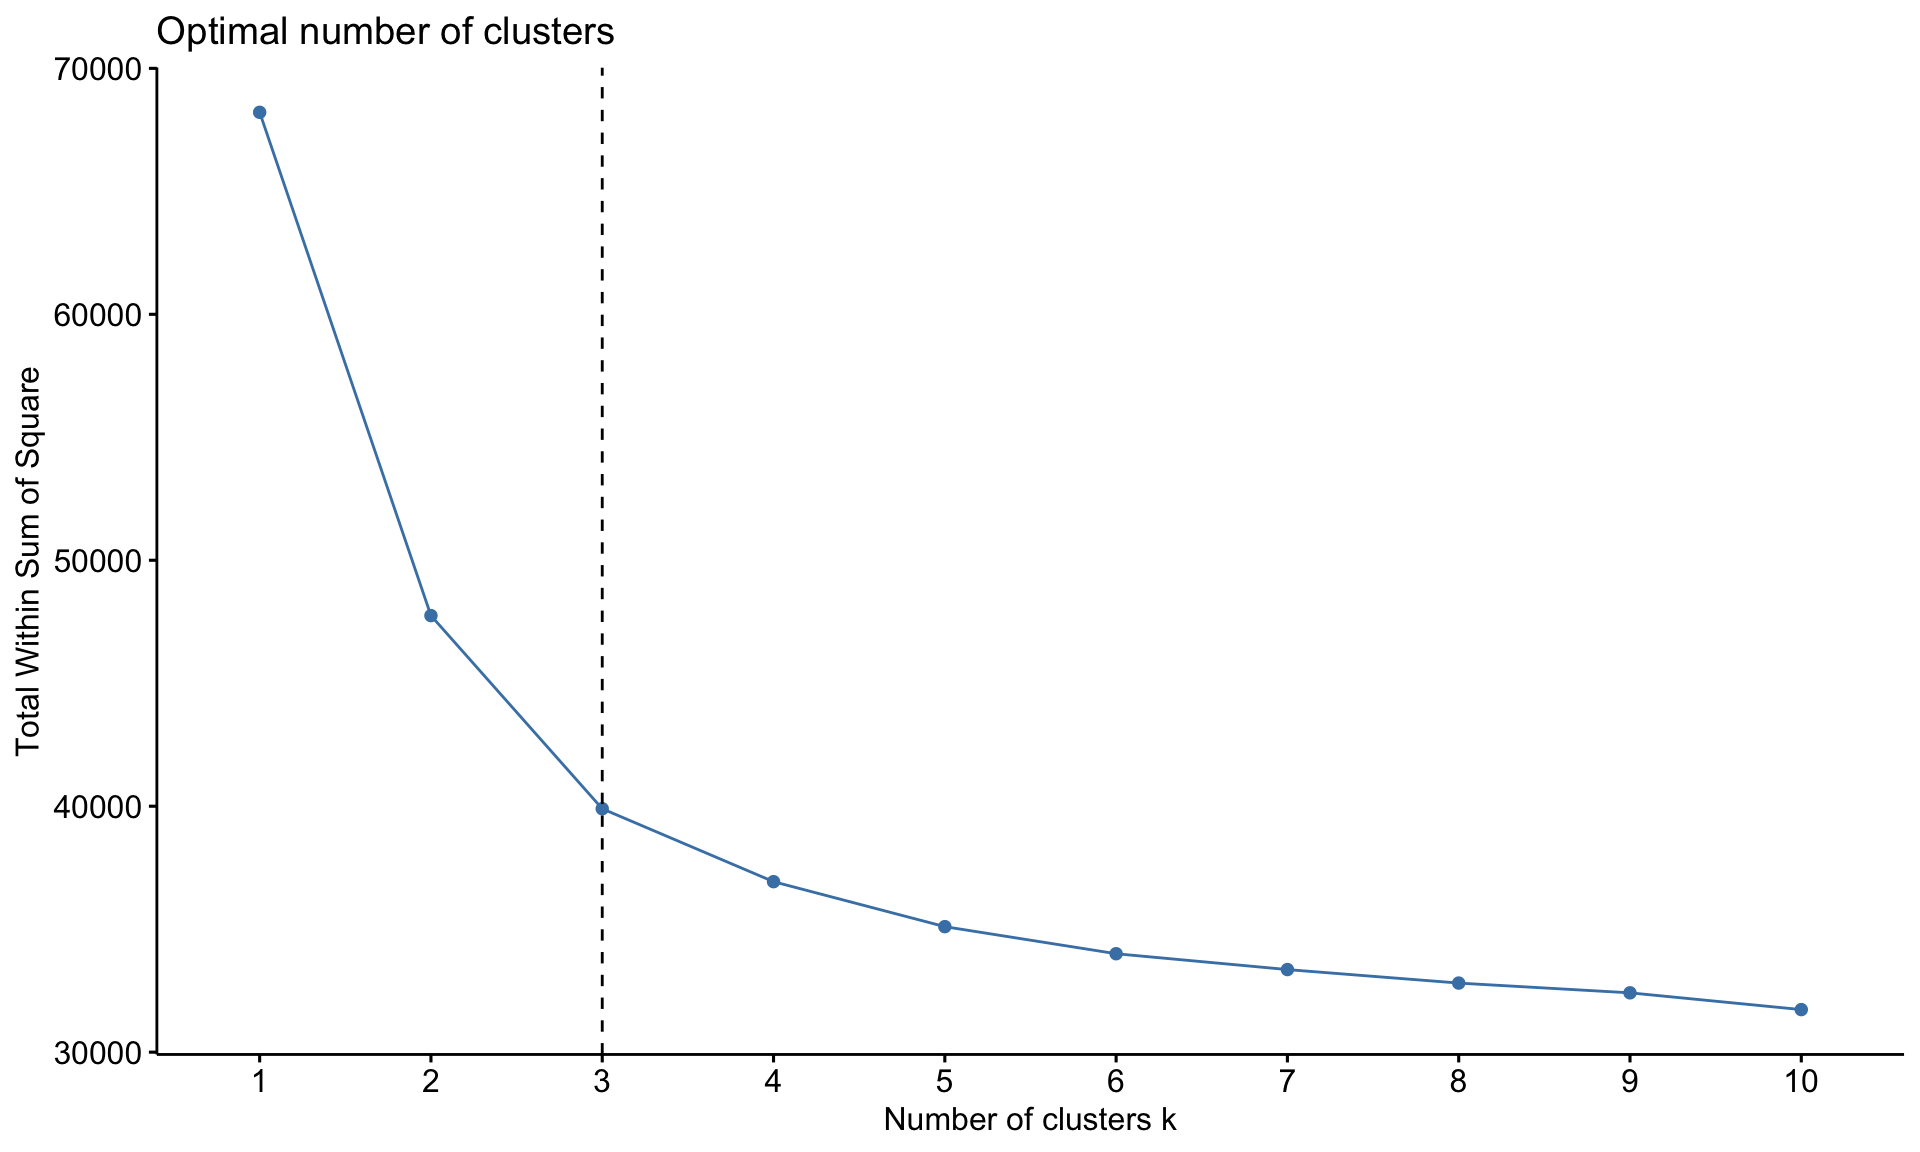 Optimal number of clusters
70000
60000
50000
40000
30000
Total Within Sum of Square
1 2 3 4 5 6 7 8 9 10
Number of clusters k